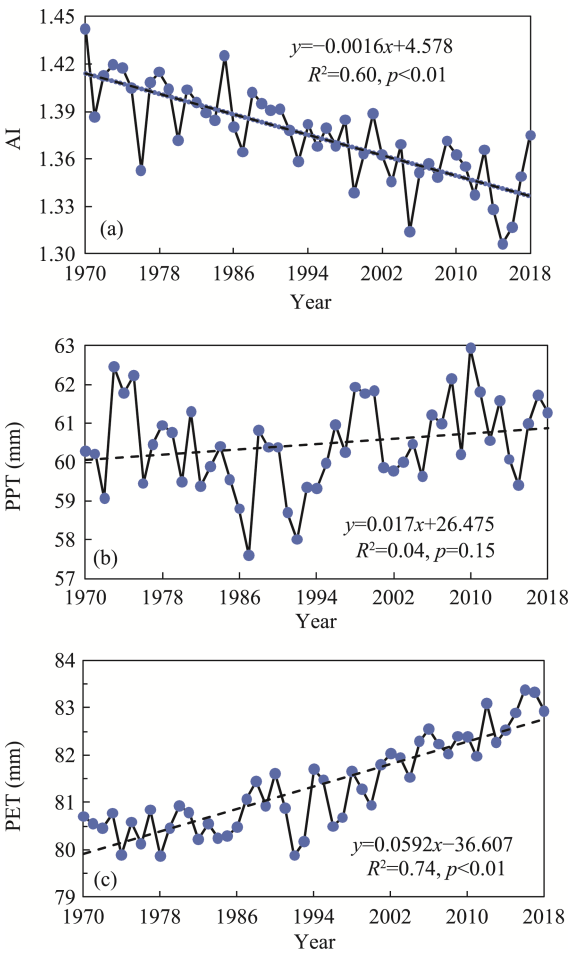 1.45
1.42
1.39
1.36
1.33
1.30
AI
y=−0.0016x+4.578
R²=0.60, p<0.01
(a)
1970 1978 1986 1994 2002 2010 2018
Year
63
62
61
60
59
58
57
PPT (mm)
y=0.017x+26.475
R²=0.04, p=0.15
(b)
1970 1978 1986 1994 2002 2010 2018
Year
84
83
82
81
80
79
PET (mm)
y=0.0592x−36.607
R²=0.74, p<0.01
(c)
1970 1978 1986 1994 2002 2010 2018
Year